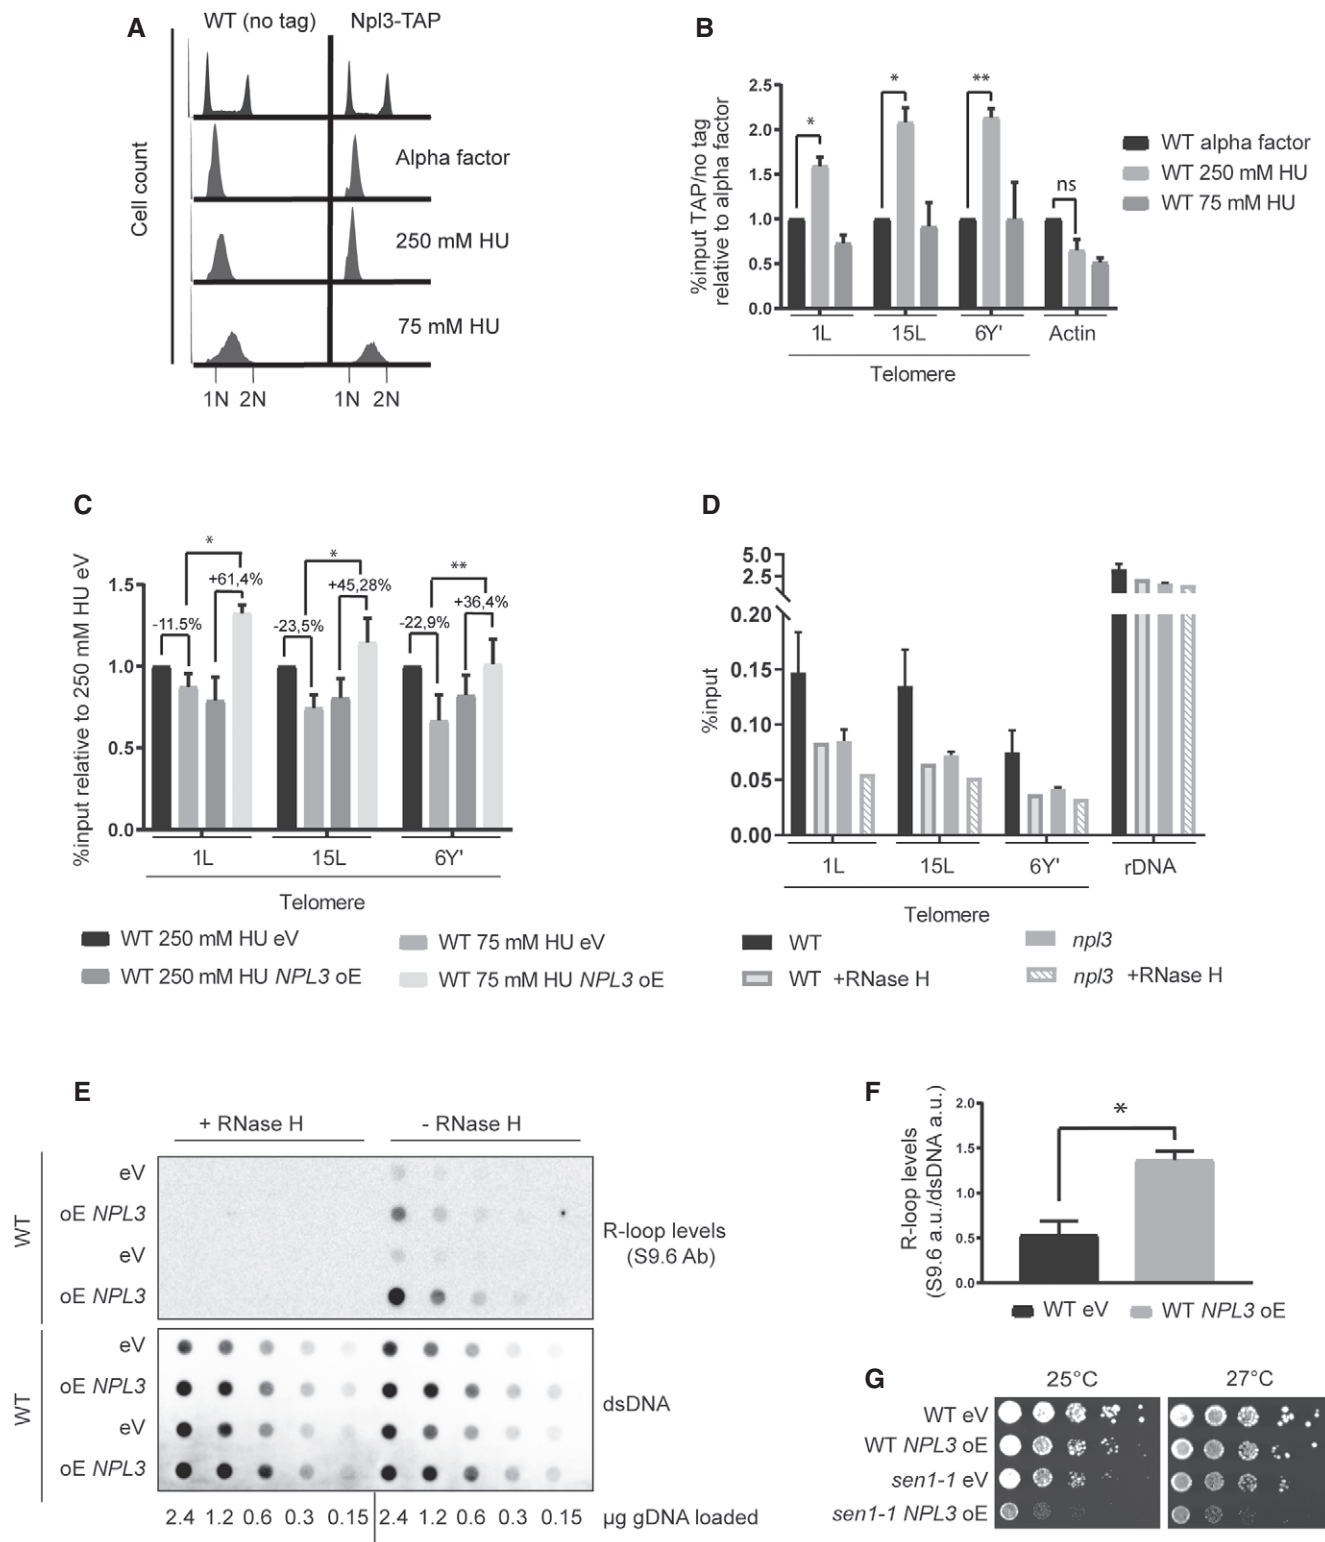 A
WT (no tag)
Npl3-TAP
Cell count
Alpha factor
250 mM HU
75 mM HU
1N 2N
1N 2N
B
%input TAP/no tag
relative to alpha factor
2.5
2.0
1.5
1.0
0.5
0.0
*
*
**
ns
1L
15L
6Y'
Actin
Telomere
WT alpha factor
WT 250 mM HU
WT 75 mM HU
C
%input relative to 250 mM HU eV
1.5
1.0
0.5
0.0
*
+61,4%
-11.5%
*
+45,28%
-23,5%
**
+36,4%
-22,9%
1L
15L
6Y'
Telomere
WT 250 mM HU eV
WT 75 mM HU eV
WT 250 mM HU NPL3 oE
WT 75 mM HU NPL3 oE
D
%input
5.0
2.5
0.20
0.15
0.10
0.05
0.00
1L
15L
6Y'
rDNA
Telomere
WT
npl3
WT +RNase H
npl3 +RNase H
E
+ RNase H
- RNase H
WT
eV
oE NPL3
eV
oE NPL3
R-loop levels
(S9.6 Ab)
WT
eV
oE NPL3
eV
oE NPL3
dsDNA
2.4 1.2 0.6 0.3 0.15 2.4 1.2 0.6 0.3 0.15 µg gDNA loaded
F
R-loop levels
(S9.6 a.u./dsDNA a.u.)
2.0
1.5
1.0
0.5
0.0
*
WT eV
WT NPL3 oE
G
25°C
27°C
WT eV
WT NPL3 oE
sen1-1 eV
sen1-1 NPL3 oE